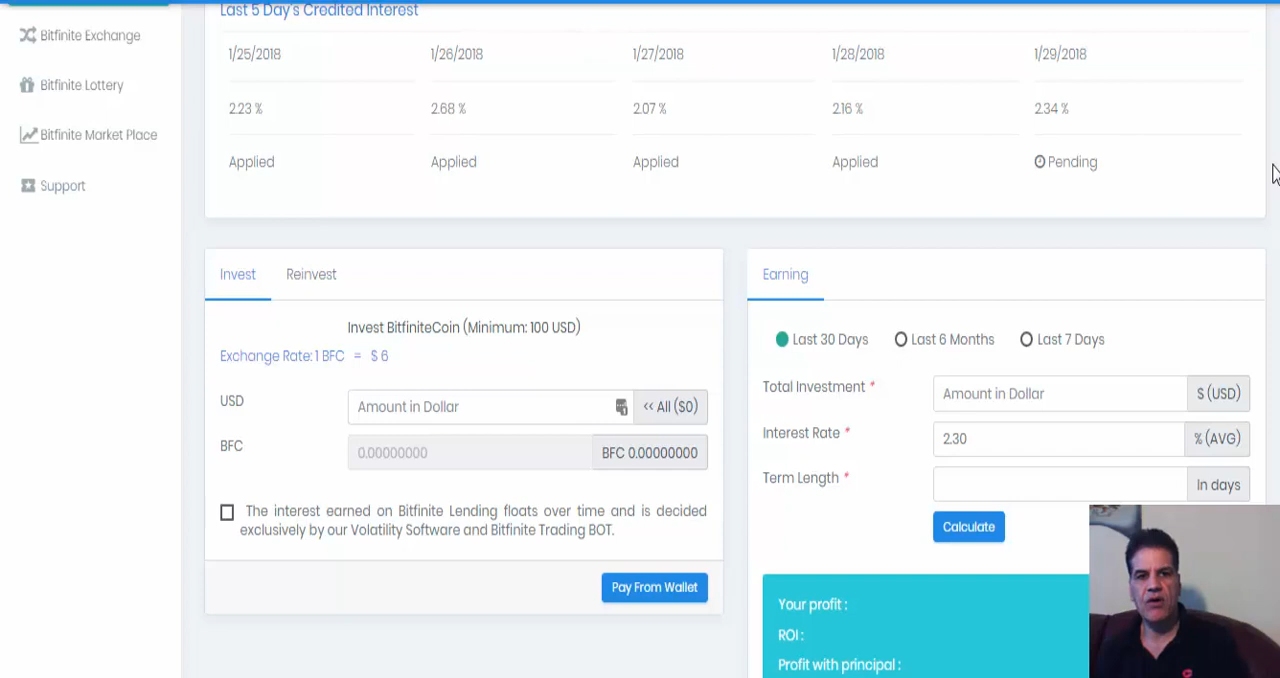 Last 5 Day's Credited Interest
Bitfinite Exchange
Bitfinite Lottery
Bitfinite Market Place
Support
1/25/2018 1/26/2018 1/27/2018 1/28/2018 1/29/2018
2.23 % 2.68 % 2.07 % 2.16 % 2.34 %
Applied Applied Applied Applied Pending
Invest Reinvest
Invest BitfiniteCoin (Minimum: 100 USD)
Exchange Rate: 1 BFC = $ 6
USD Amount in Dollar << All ($0)
BFC 0.00000000 BFC 0.00000000
The interest earned on Bitfinite Lending floats over time and is decided
exclusively by our Volatility Software and Bitfinite Trading BOT.
Pay From Wallet
Earning
Last 30 Days Last 6 Months Last 7 Days
Total Investment * Amount in Dollar $ (USD)
Interest Rate * 2.30 % (AVG)
Term Length * In days
Calculate
Your profit :
ROI :
Profit with principal :